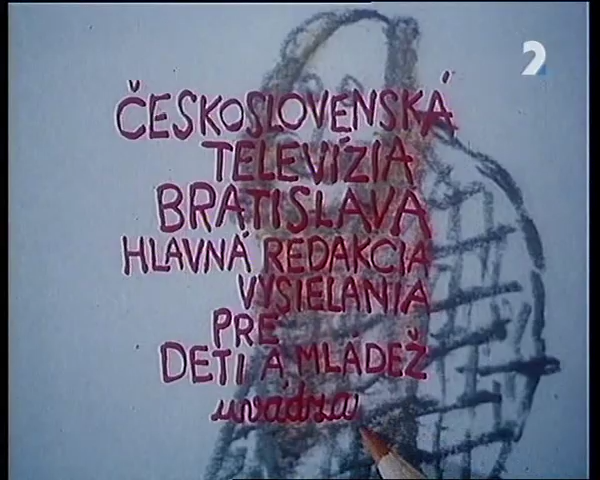 2
ČESKOSLOVENSKÁ
TELEVÍZIA
BRATISLAVA
HLAVNÁ REDAKCIA
VYSIELANIA
PRE
DETI A MLÁDEŽ
uvádza